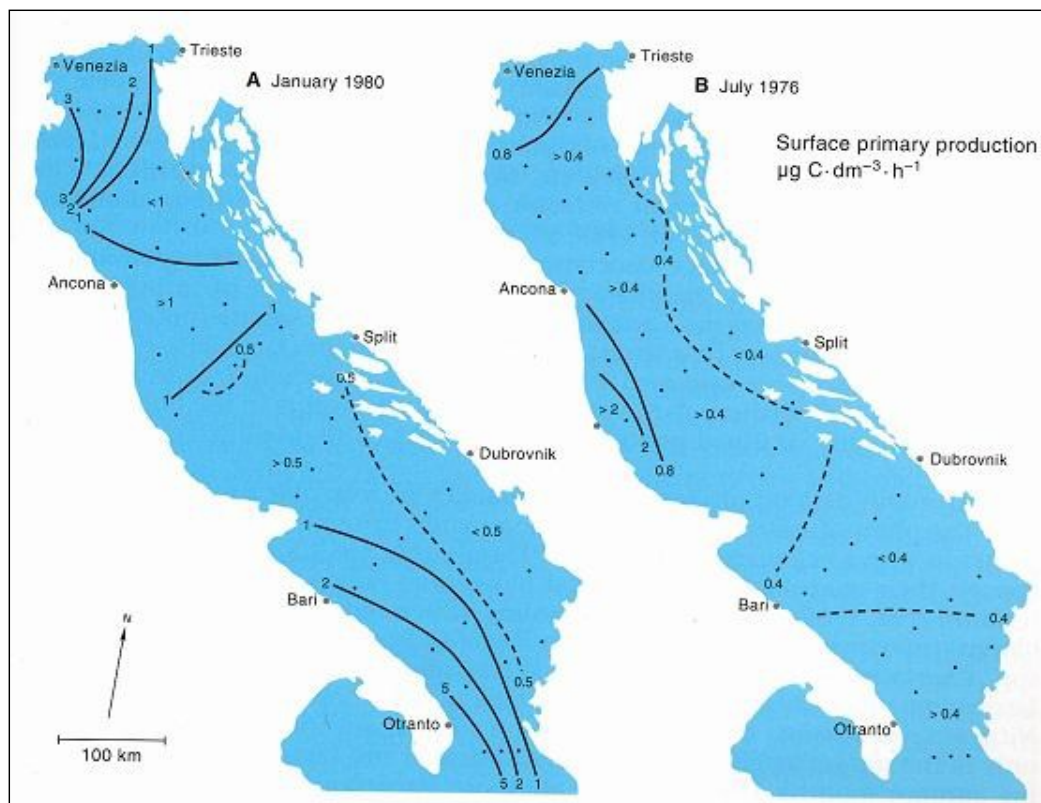 A January 1980
Trieste
Venezia
1
2
3
3
2
1
<1
1
Ancona
>1
1
0.5
1
Split
0.5
>0.5
Dubrovnik
<0.5
1
2
Bari
0.5
5
Otranto
5
2
1
N
100 km
B July 1976
Surface primary production
µg C·dm⁻³·h⁻¹
Trieste
Venezia
0.8
>0.4
0.4
Ancona
>0.4
Split
<0.4
>2
>0.4
2
0.8
Dubrovnik
<0.4
0.4
Bari
0.4
Otranto
>0.4